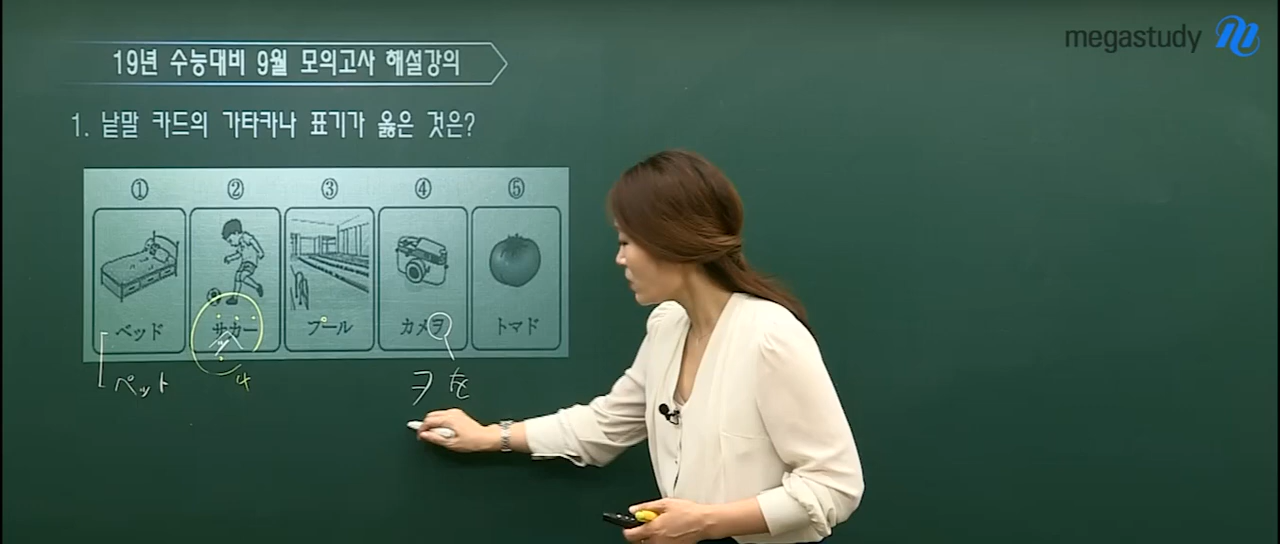 megastudy
19년 수능대비 9월 모의고사 해설강의
1. 낱말 카드의 가타카나 표기가 옳은 것은?
① ② ③ ④ ⑤
ベッド サカー プール カメヲ トマド
ッ
ペット 4 ヲ を